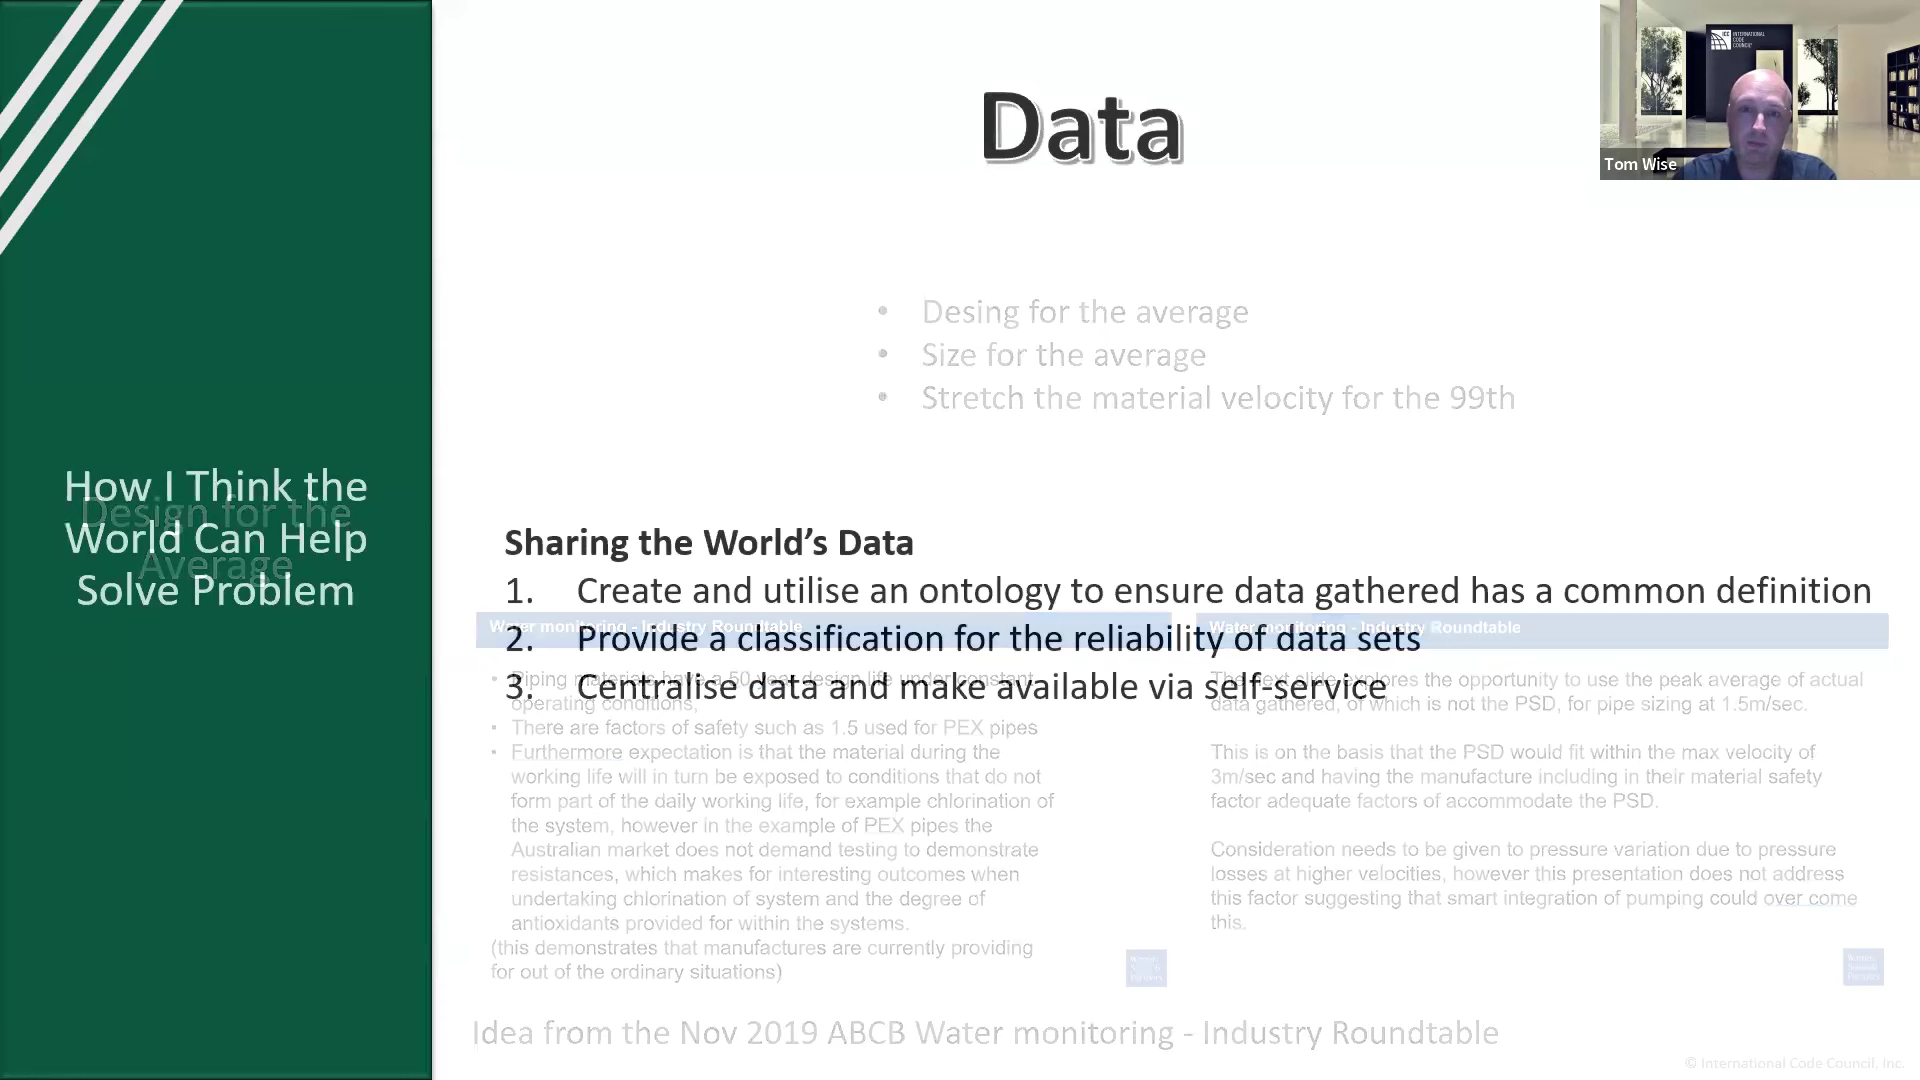 Data
ICC INTERNATIONAL
CODE
COUNCIL
Tom Wise
• Desing for the average
• Size for the average
• Stretch the material velocity for the 99th
How I Think the
World Can Help
Solve Problem
Design for the
Average
Sharing the World’s Data
1. Create and utilise an ontology to ensure data gathered has a common definition
2. Provide a classification for the reliability of data sets
3. Centralise data and make available via self-service
Water monitoring - Industry Roundtable
• Piping materials have a 50 year design life under constant
operating conditions,
• There are factors of safety such as 1.5 used for PEX pipes
• Furthermore expectation is that the material during the
working life will in turn be exposed to conditions that do not
form part of the daily working life, for example chlorination of
the system, however in the example of PEX pipes the
Australian market does not demand testing to demonstrate
resistances, which makes for interesting outcomes when
undertaking chlorination of system and the degree of
antioxidants provided for within the systems.
(this demonstrates that manufactures are currently providing
for out of the ordinary situations)
Water monitoring - Industry Roundtable
The next slide explores the opportunity to use the peak average of actual
data gathered, of which is not the PSD, for pipe sizing at 1.5m/sec.
This is on the basis that the PSD would fit within the max velocity of
3m/sec and having the manufacture including in their material safety
factor adequate factors of accommodate the PSD.
Consideration needs to be given to pressure variation due to pressure
losses at higher velocities, however this presentation does not address
this factor suggesting that smart integration of pumping could over come
this.
Idea from the Nov 2019 ABCB Water monitoring - Industry Roundtable
© International Code Council, Inc.